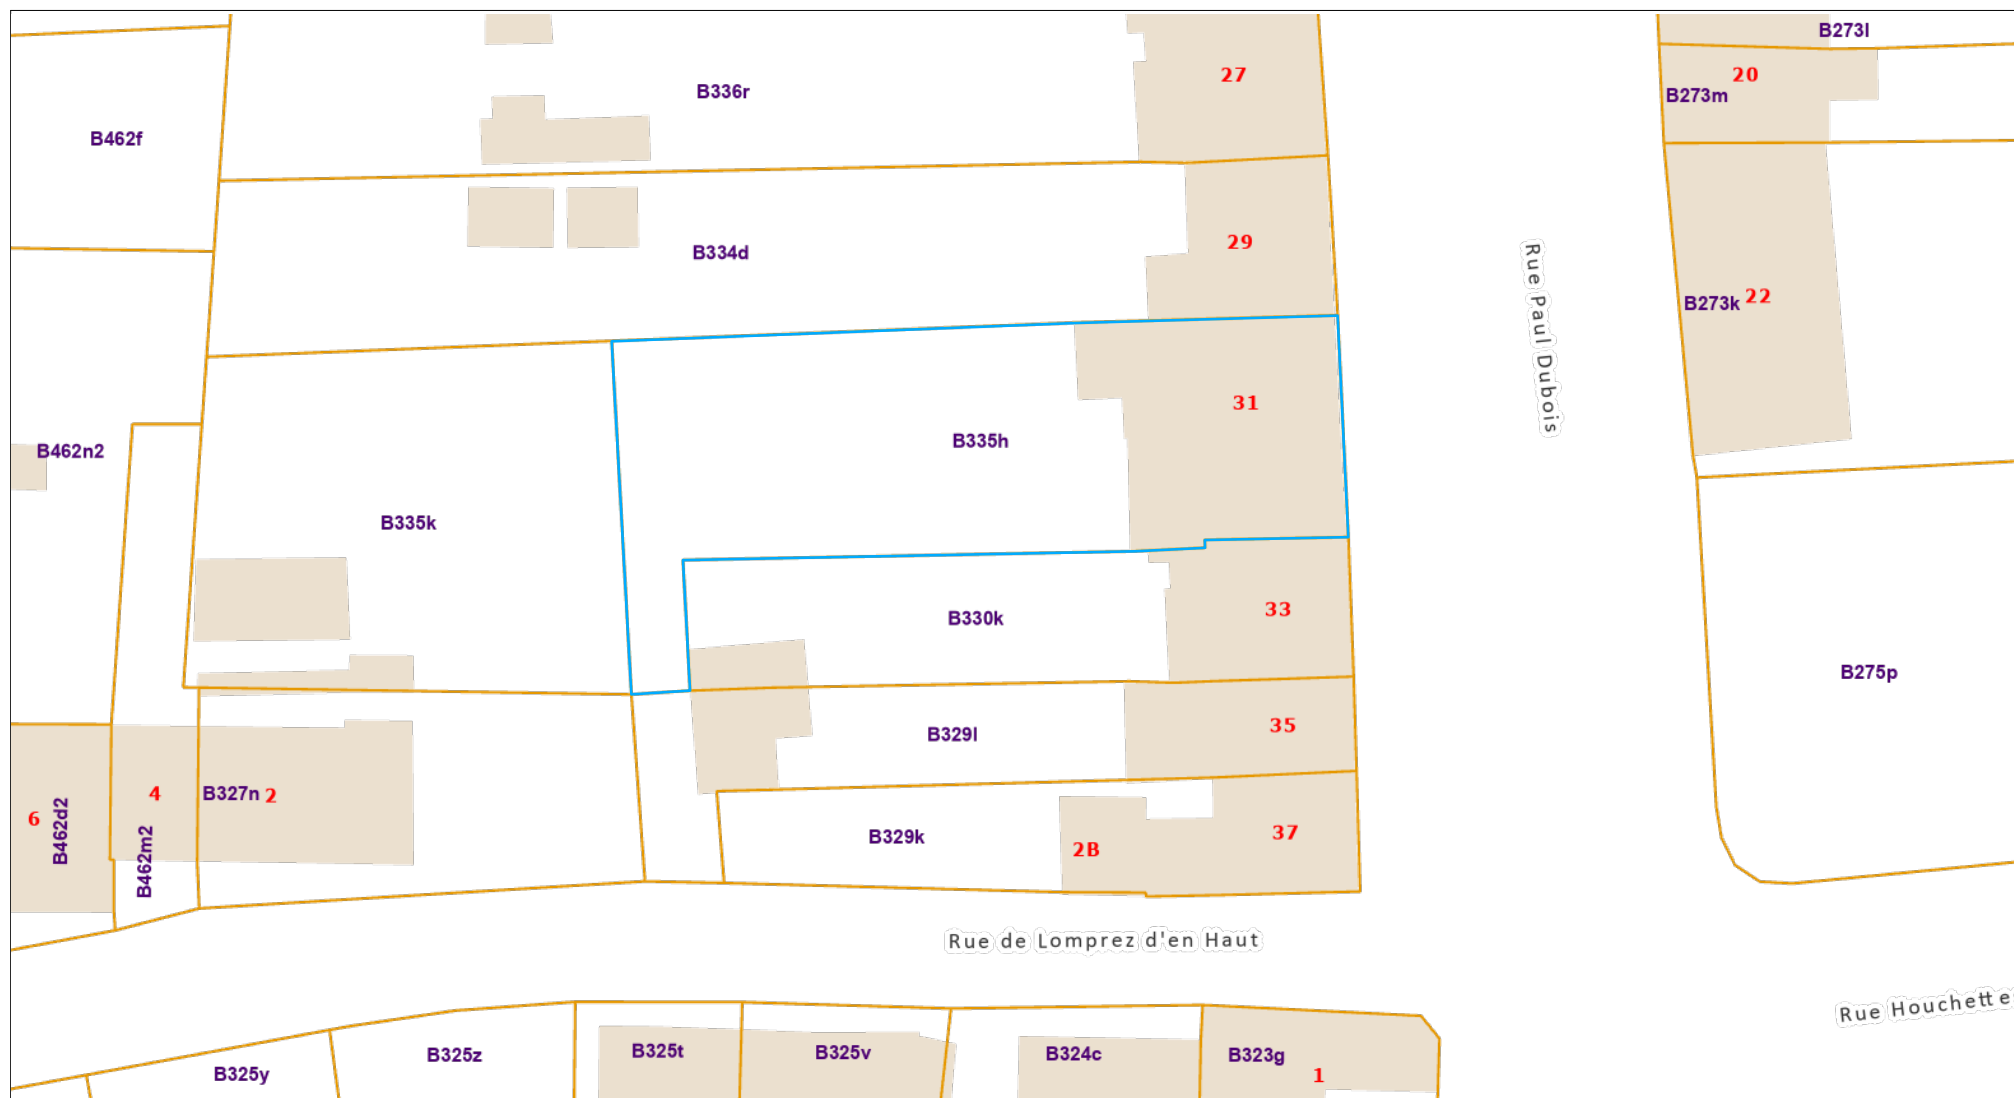 B273l
20
B273m
27
B336r
B462f
29
B334d
Rue Paul Dubois
B273k 22
31
B335h
B462n2
B335k
33
B330k
B275p
35
B329l
4
B327n 2
6
B462d2
B462m2
37
B329k
2B
Rue de Lomprez d'en Haut
Rue Houchette
B325t
B325v
B324c
B323g
B325z
B325y
1